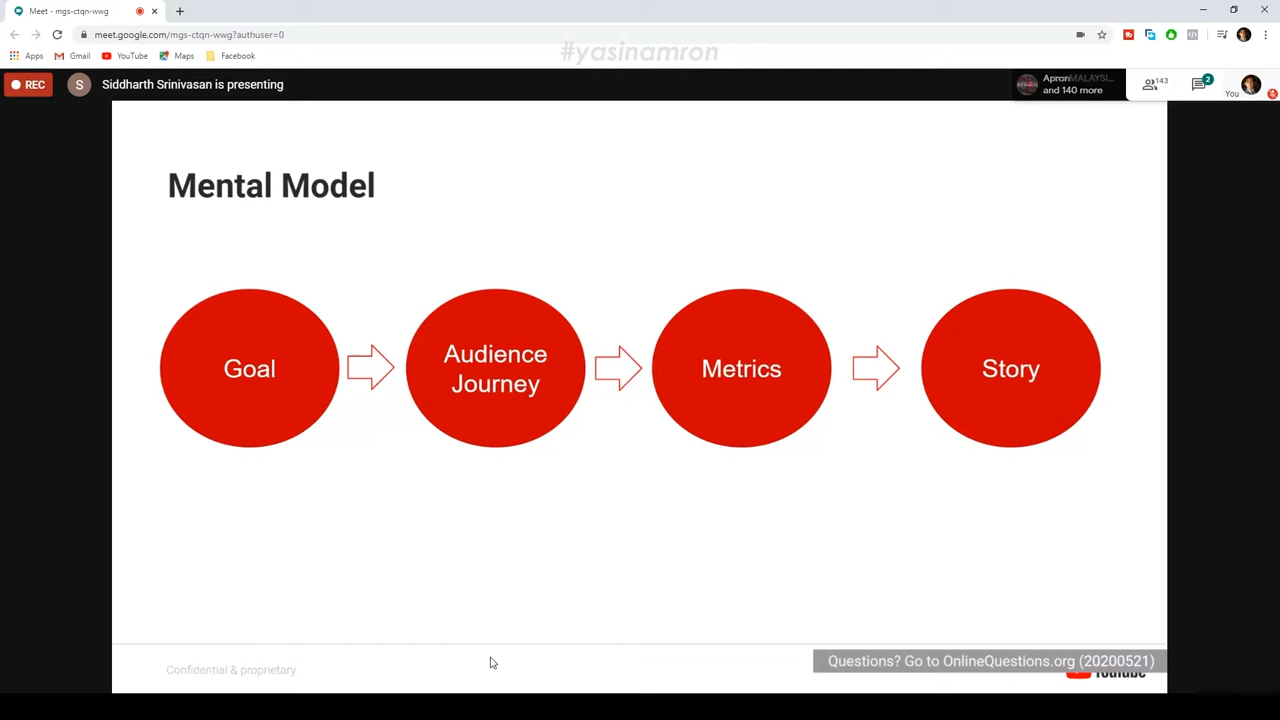 Meet - mgs-ctqn-wwg
meet.google.com/mgs-ctqn-wwg?authuser=0
Apps Gmail YouTube Maps Facebook
#yasinamron
REC S Siddharth Srinivasan is presenting
ApranMALAYSI...
and 140 more
143
2
You
Mental Model
Goal
Audience
Journey
Metrics
Story
Confidential & proprietary
Questions? Go to OnlineQuestions.org (20200521)
YouTube